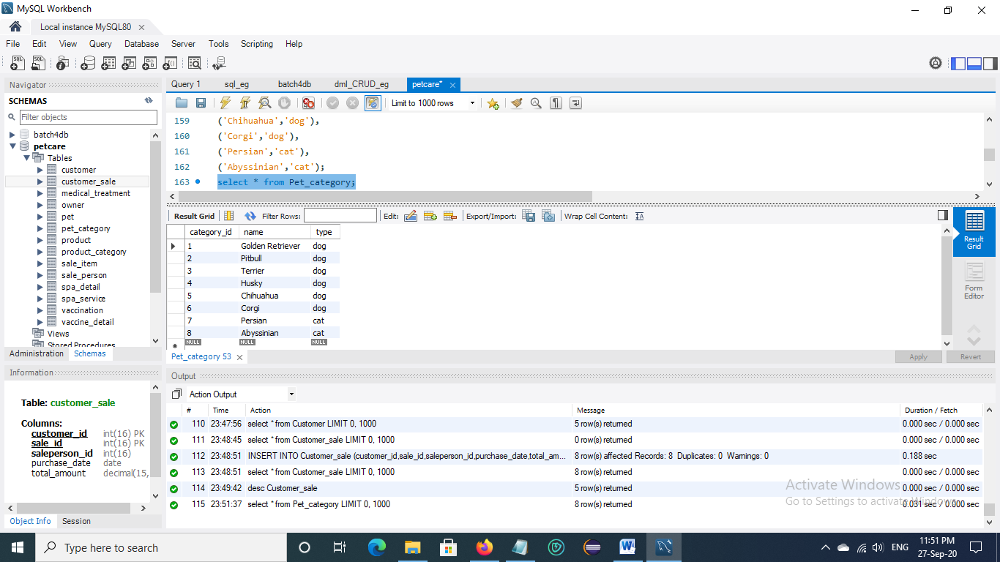 MySQL Workbench
Local instance MySQL80
File Edit View Query Database Server Tools Scripting Help
Navigator
SCHEMAS
Filter objects
batch4db
petcare
Tables
customer
customer_sale
medical_treatment
owner
pet
pet_category
product
product_category
sale_item
sale_person
spa_detail
spa_service
vaccination
vaccine_detail
Views
Stored Procedures
Administration Schemas
Information
Table: customer_sale
Columns:
customer_id int(16) PK
sale_id int(16) PK
saleperson_id int(16)
purchase_date date
total_amount decimal(15,
Object Info Session
Query 1 sql_eg batch4db dml_CRUD_eg petcare*
Limit to 1000 rows
159 ('Chihuahua','dog'),
160 ('Corgi','dog'),
161 ('Persian','cat'),
162 ('Abyssinian','cat');
163 select * from Pet_category;
Result Grid Filter Rows: Edit: Export/Import: Wrap Cell Content:
category_id name type
1 Golden Retriever dog
2 Pitbull dog
3 Terrier dog
4 Husky dog
5 Chihuahua dog
6 Corgi dog
7 Persian cat
8 Abyssinian cat
NULL NULL NULL
Result Grid
Form Editor
Pet_category 53
Apply Revert
Output
Action Output
# Time Action Message Duration / Fetch
110 23:47:56 select * from Customer LIMIT 0, 1000 5 row(s) returned 0.000 sec / 0.000 sec
111 23:48:45 select * from Customer_sale LIMIT 0, 1000 0 row(s) returned 0.000 sec / 0.000 sec
112 23:48:51 INSERT INTO Customer_sale (customer_id,sale_id,saleperson_id,purchase_date,total_am... 8 row(s) affected Records: 8 Duplicates: 0 Warnings: 0 0.188 sec
113 23:48:51 select * from Customer_sale LIMIT 0, 1000 8 row(s) returned 0.000 sec / 0.000 sec
114 23:49:42 desc Customer_sale 5 row(s) returned 0.000 sec / 0.000 sec
115 23:51:37 select * from Pet_category LIMIT 0, 1000 8 row(s) returned 0.031 sec / 0.000 sec
Activate Windows
Go to Settings to activate Windows.
Type here to search
ENG
11:51 PM
27-Sep-20